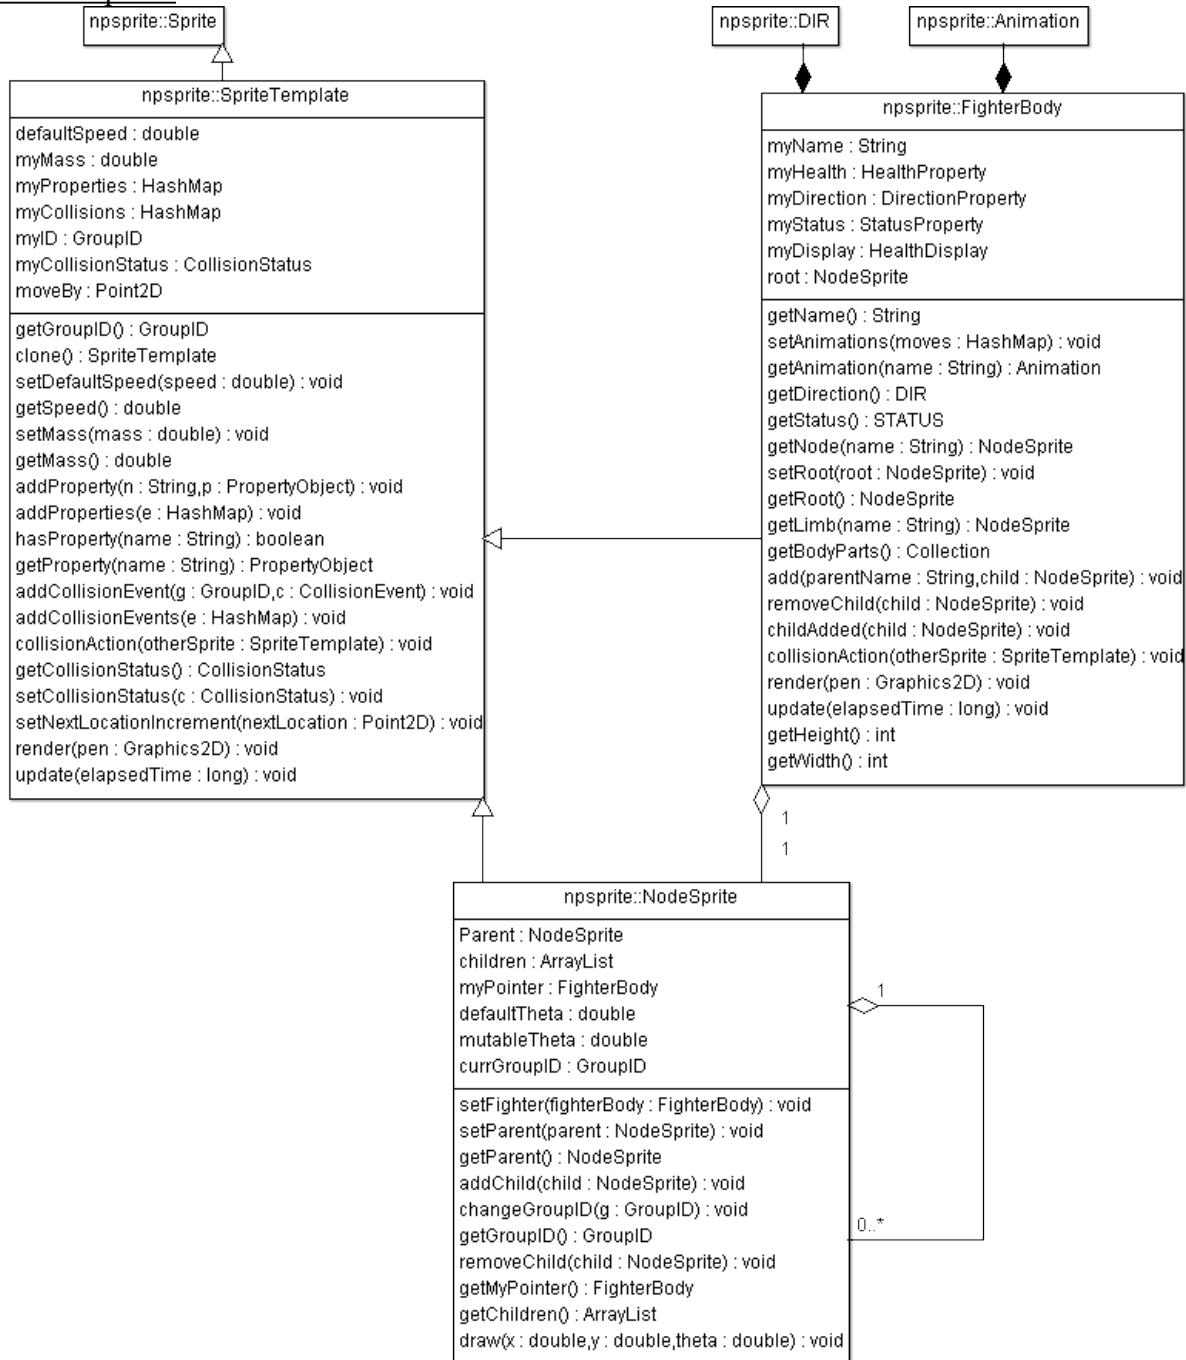 npsprite::Sprite
npsprite::DIR
npsprite::Animation
npsprite::SpriteTemplate
defaultSpeed : double
myMass : double
myProperties : HashMap
myCollisions : HashMap
myID : GroupID
myCollisionStatus : CollisionStatus
moveBy : Point2D
getGroupID() : GroupID
clone() : SpriteTemplate
setDefaultSpeed(speed : double) : void
getSpeed() : double
setMass(mass : double) : void
getMass() : double
addProperty(n : String,p : PropertyObject) : void
addProperties(e : HashMap) : void
hasProperty(name : String) : boolean
getProperty(name : String) : PropertyObject
addCollisionEvent(g : GroupID,c : CollisionEvent) : void
addCollisionEvents(e : HashMap) : void
collisionAction(otherSprite : SpriteTemplate) : void
getCollisionStatus() : CollisionStatus
setCollisionStatus(c : CollisionStatus) : void
setNextLocationIncrement(nextLocation : Point2D) : void
render(pen : Graphics2D) : void
update(elapsedTime : long) : void
npsprite::FighterBody
myName : String
myHealth : HealthProperty
myDirection : DirectionProperty
myStatus : StatusProperty
myDisplay : HealthDisplay
root : NodeSprite
getName() : String
setAnimations(moves : HashMap) : void
getAnimation(name : String) : Animation
getDirection() : DIR
getStatus() : STATUS
getNode(name : String) : NodeSprite
setRoot(root : NodeSprite) : void
getRoot() : NodeSprite
getLimb(name : String) : NodeSprite
getBodyParts() : Collection
add(parentName : String,child : NodeSprite) : void
removeChild(child : NodeSprite) : void
childAdded(child : NodeSprite) : void
collisionAction(otherSprite : SpriteTemplate) : void
render(pen : Graphics2D) : void
update(elapsedTime : long) : void
getHeight() : int
getWidth() : int
1
1
npsprite::NodeSprite
Parent : NodeSprite
children : ArrayList
myPointer : FighterBody
defaultTheta : double
mutableTheta : double
currGroupID : GroupID
setFighter(fighterBody : FighterBody) : void
setParent(parent : NodeSprite) : void
getParent() : NodeSprite
addChild(child : NodeSprite) : void
changeGroupID(g : GroupID) : void
getGroupID() : GroupID
removeChild(child : NodeSprite) : void
getMyPointer() : FighterBody
getChildren() : ArrayList
draw(x : double,y : double,theta : double) : void
1
0..*